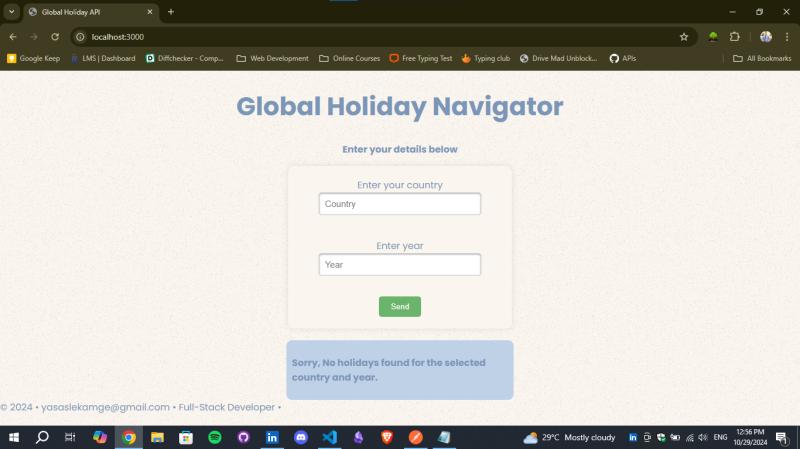 Global Holiday API
localhost:3000
Google Keep
LMS | Dashboard
Diffchecker - Comp...
Web Development
Online Courses
Free Typing Test
Typing club
Drive Mad Unblock...
APIs
All Bookmarks
Global Holiday Navigator
Enter your details below
Enter your country
Country
Enter year
Year
Send
Sorry, No holidays found for the selected
country and year.
© 2024 • yasaslekamge@gmail.com • Full-Stack Developer •
29°C Mostly cloudy
ENG
12:56 PM
10/29/2024